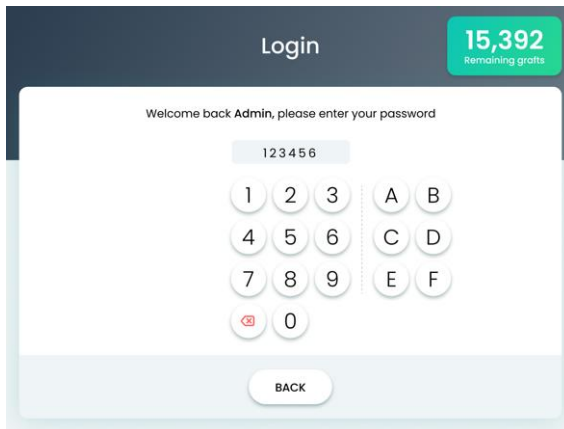 Login
15,392
Remaining grafts
Welcome back Admin, please enter your password
123456
1 2 3 A B
4 5 6 C D
7 8 9 E F
0
BACK